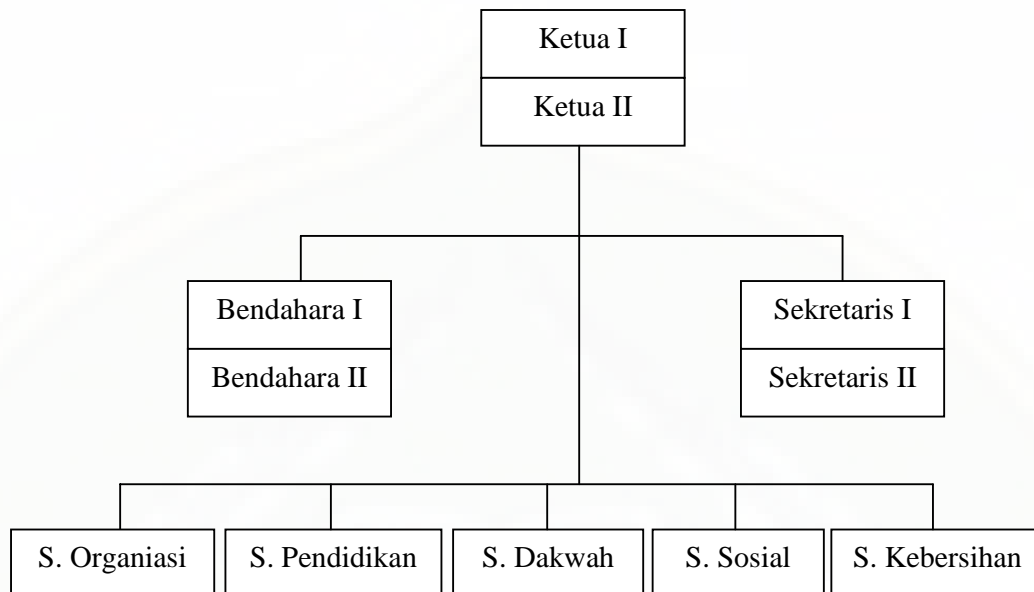 Ketua I
Ketua II
Bendahara I
Sekretaris I
Bendahara II
Sekretaris II
S. Organiasi
S. Pendidikan
S. Dakwah
S. Sosial
S. Kebersihan